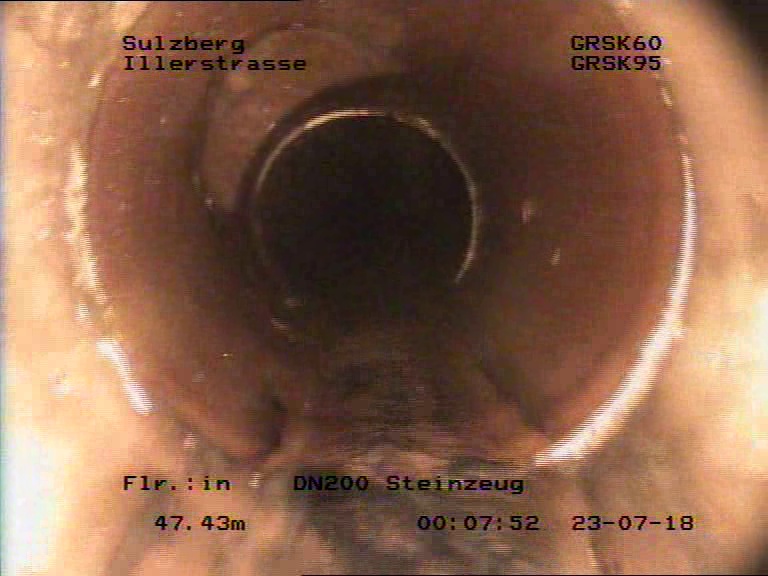 Sulzberg GRSK60
Illerstrasse GRSK95
Flr.:in DN200 Steinzeug
47.43m 00:07:52 23-07-18